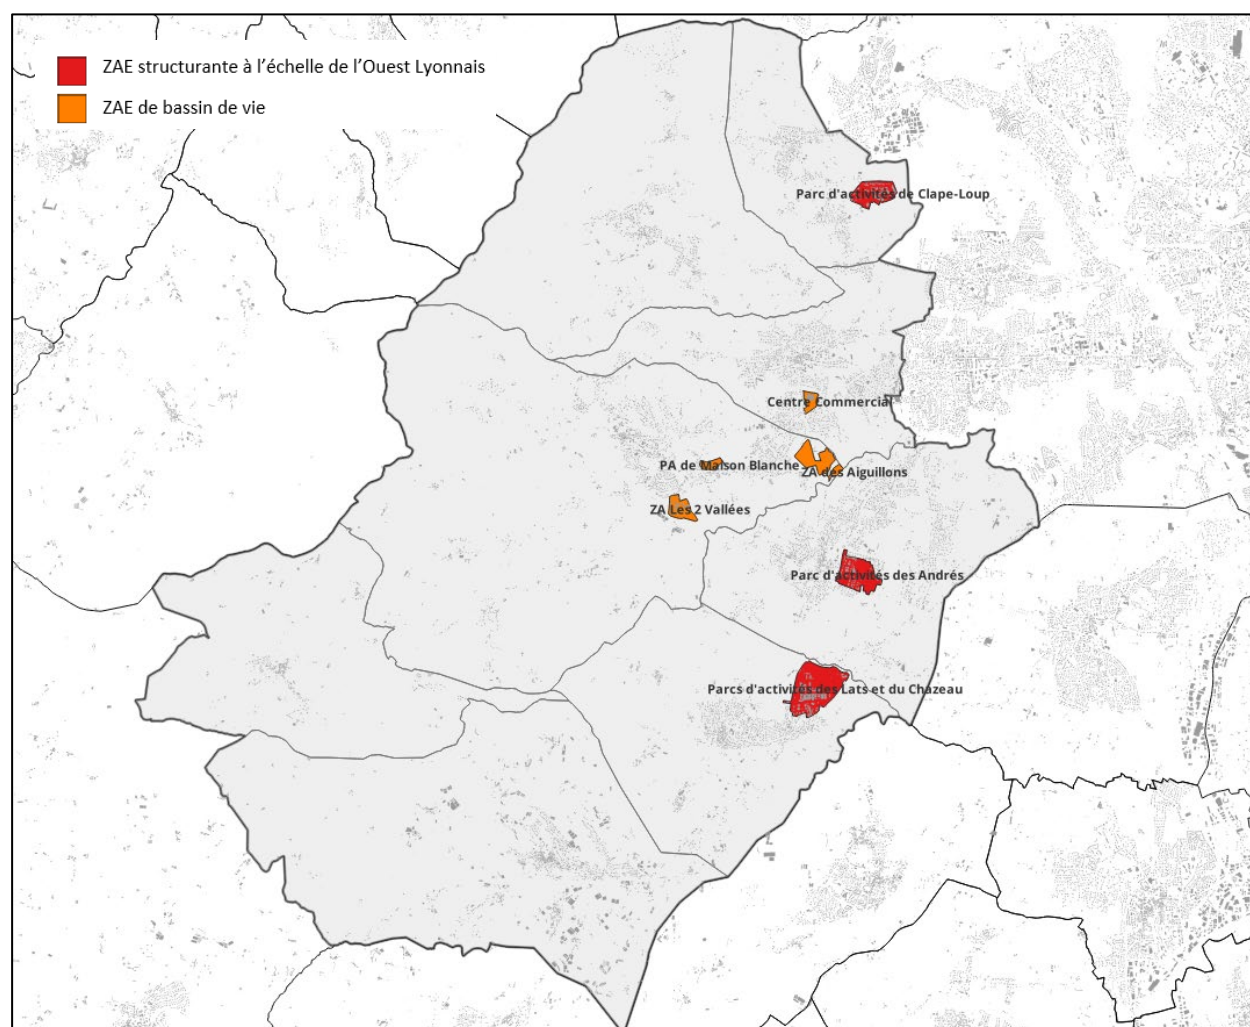 ZAE structurante à l’échelle de l’Ouest Lyonnais
ZAE de bassin de vie
Parc d'activités de Clape-Loup
Centre Commercial
PA de Maison Blanche
ZA des Aiguillons
ZA Les 2 Vallées
Parc d'activités des Andrés
Parcs d'activités des Lats et du Chazeau